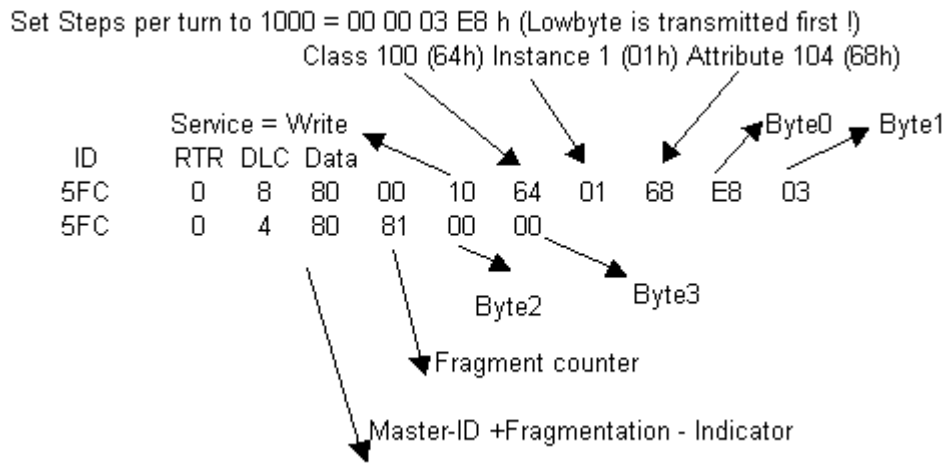 Set Steps per turn to 1000 = 00 00 03 E8 h (Lowbyte is transmitted first !)
Class 100 (64h) Instance 1 (01h) Attribute 104 (68h)
Service = Write Byte0 Byte1
ID RTR DLC Data
5FC 0 8 80 00 10 64 01 68 E8 03
5FC 0 4 80 81 00 00
Byte2 Byte3
Fragment counter
Master-ID +Fragmentation - Indicator